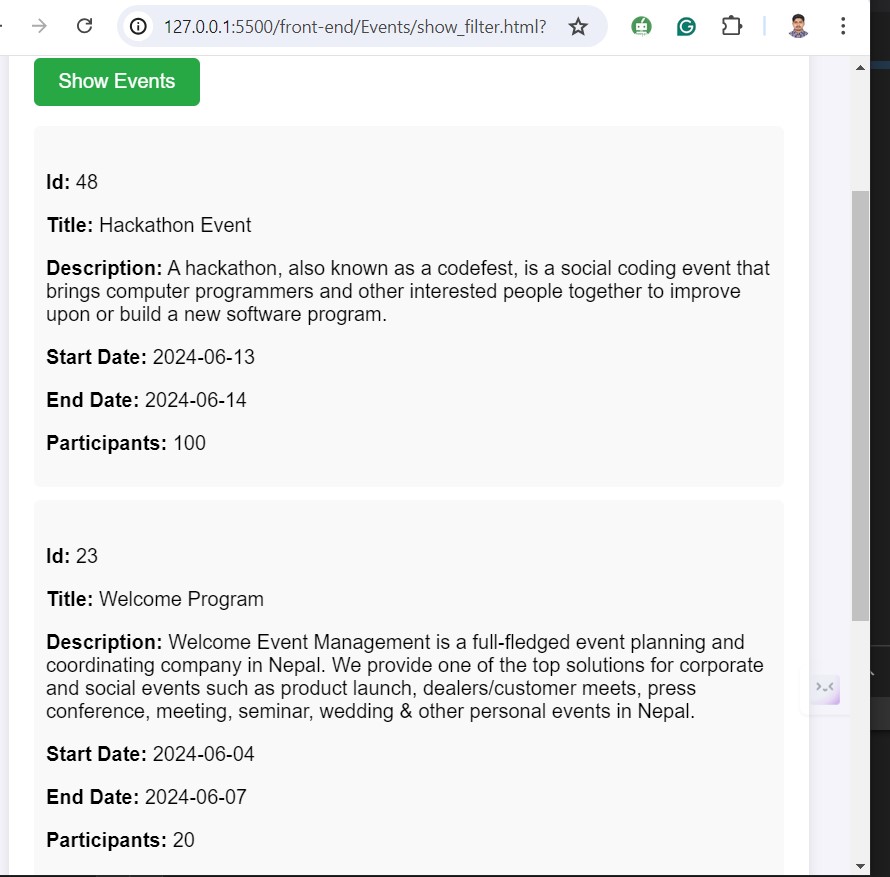 127.0.0.1:5500/front-end/Events/show_filter.html?
Show Events
Id: 48
Title: Hackathon Event
Description: A hackathon, also known as a codefest, is a social coding event that
brings computer programmers and other interested people together to improve
upon or build a new software program.
Start Date: 2024-06-13
End Date: 2024-06-14
Participants: 100
Id: 23
Title: Welcome Program
Description: Welcome Event Management is a full-fledged event planning and
coordinating company in Nepal. We provide one of the top solutions for corporate
and social events such as product launch, dealers/customer meets, press
conference, meeting, seminar, wedding & other personal events in Nepal.
Start Date: 2024-06-04
End Date: 2024-06-07
Participants: 20